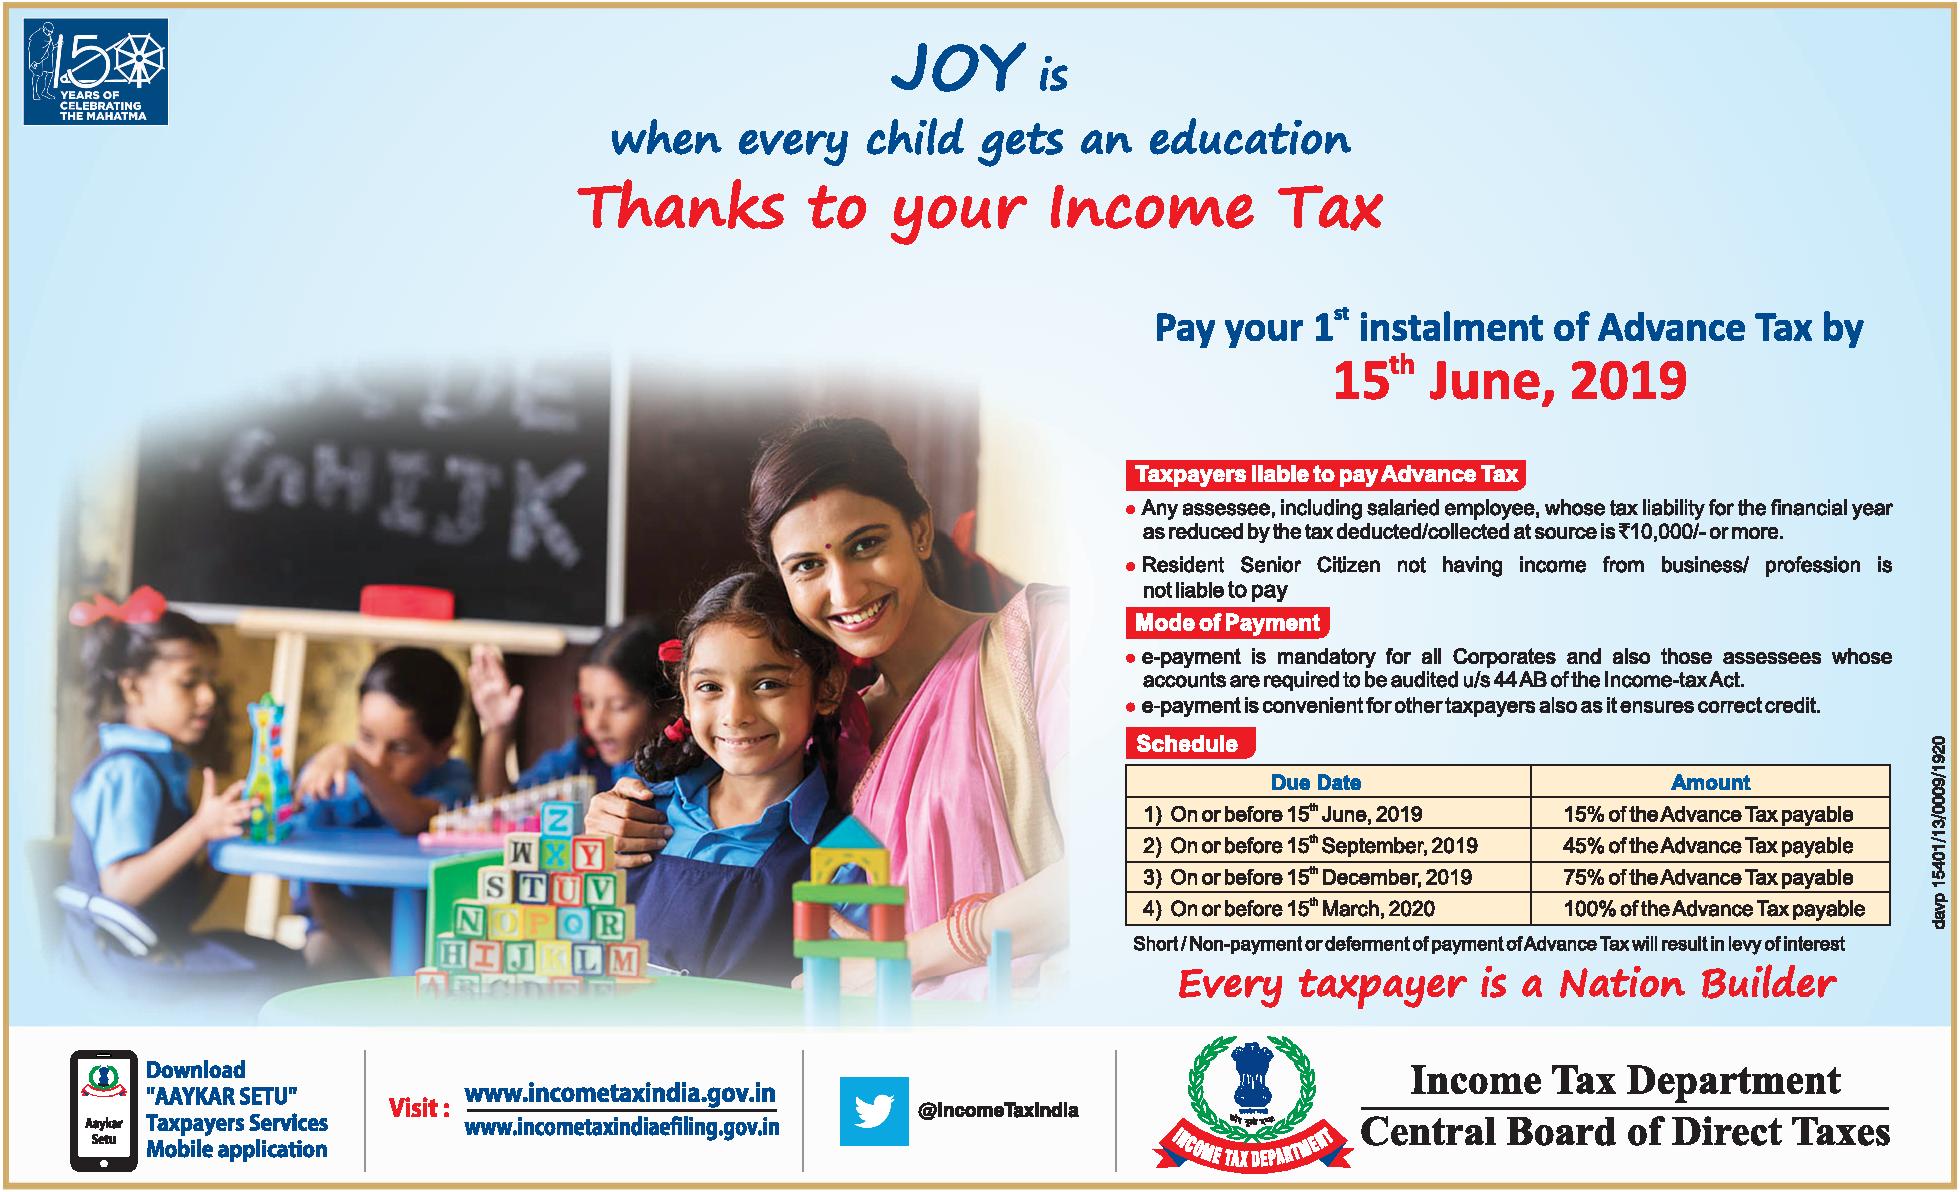 150
YEARS OF
CELEBRATING
THE MAHATMA
JOY is
when every child gets an education
Thanks to your Income Tax
Pay your 1st instalment of Advance Tax by
15th June, 2019
Taxpayers liable to pay Advance Tax
• Any assessee, including salaried employee, whose tax liability for the financial year
as reduced by the tax deducted/collected at source is ₹10,000/- or more.
• Resident Senior Citizen not having income from business/ profession is
not liable to pay
Mode of Payment
• e-payment is mandatory for all Corporates and also those assessees whose
accounts are required to be audited u/s 44 AB of the Income-tax Act.
• e-payment is convenient for other taxpayers also as it ensures correct credit.
Schedule
Due Date Amount
1) On or before 15th June, 2019 15% of the Advance Tax payable
2) On or before 15th September, 2019 45% of the Advance Tax payable
3) On or before 15th December, 2019 75% of the Advance Tax payable
4) On or before 15th March, 2020 100% of the Advance Tax payable
Short / Non-payment or deferment of payment of Advance Tax will result in levy of interest
Every taxpayer is a Nation Builder
davp 15401/13/0009/1920
GHIJK
Z
W X Y
S T U V
N O P Q R
H I J K L M
A B C D E F
Aaykar
Setu
Download
"AAYKAR SETU"
Taxpayers Services
Mobile application
Visit :
www.incometaxindia.gov.in
www.incometaxindiaefiling.gov.in
@IncomeTaxIndia
INCOME TAX DEPARTMENT
Income Tax Department
Central Board of Direct Taxes